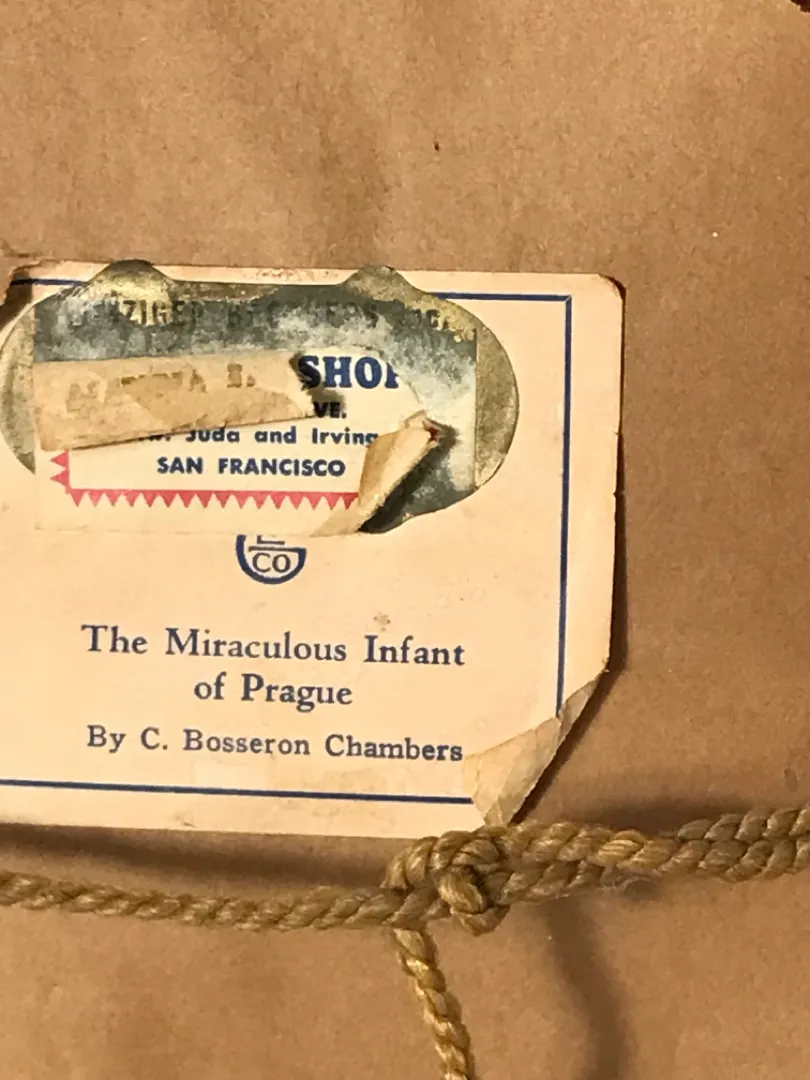 SHOP
VE.
Juda and Irving
SAN FRANCISCO
CO
The Miraculous Infant
of Prague
By C. Bosseron Chambers